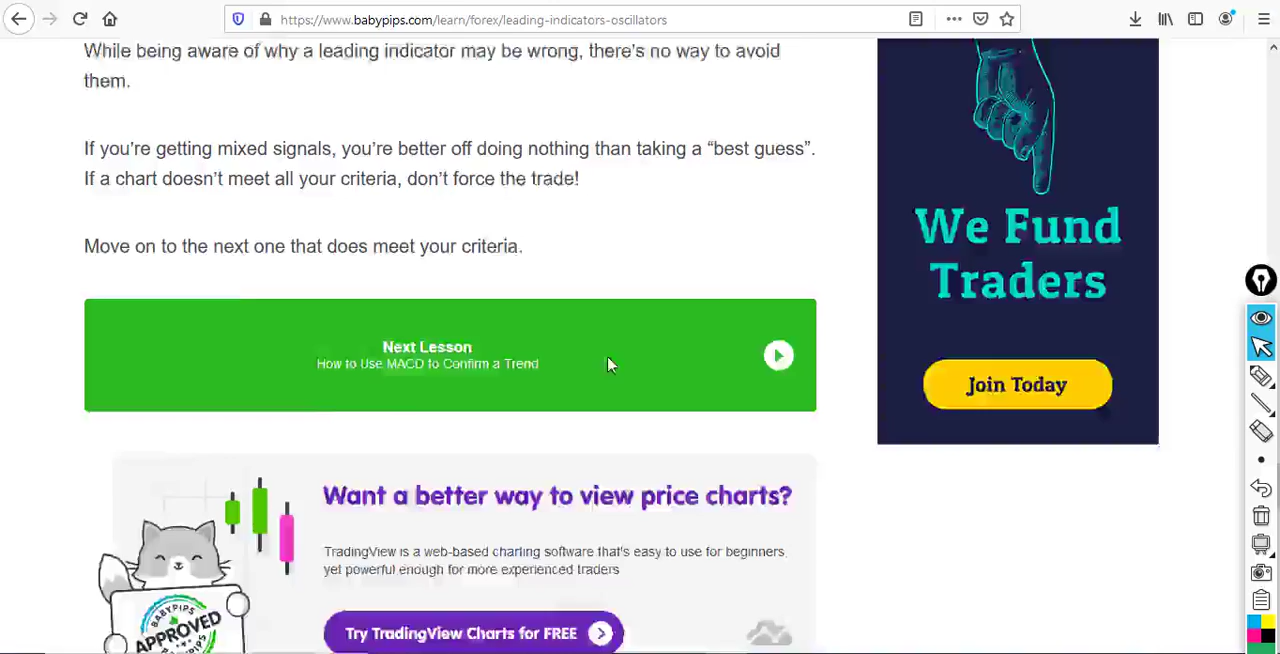 https://www.babypips.com/learn/forex/leading-indicators-oscillators
While being aware of why a leading indicator may be wrong, there’s no way to avoid
them.
If you’re getting mixed signals, you’re better off doing nothing than taking a “best guess”.
If a chart doesn’t meet all your criteria, don’t force the trade!
Move on to the next one that does meet your criteria.
Next Lesson
How to Use MACD to Confirm a Trend
We Fund
Traders
Join Today
Want a better way to view price charts?
TradingView is a web-based charting software that's easy to use for beginners,
yet powerful enough for more experienced traders
Try TradingView Charts for FREE
BABYPIPS
APPROVED